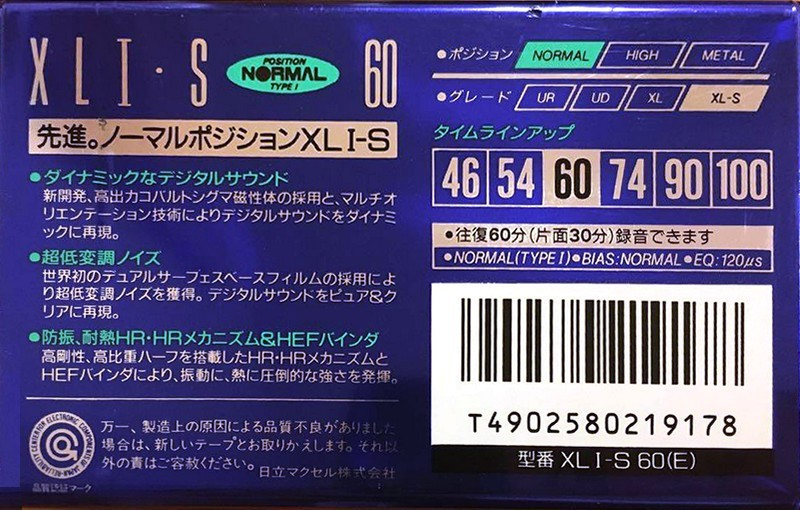 XLI・S
POSITION
NORMAL
TYPE I
60
先進。ノーマルポジションXLI-S
●ダイナミックなデジタルサウンド
新開発、高出力コバルトシグマ磁性体の採用と、マルチオ
リエンテーション技術によりデジタルサウンドをダイナミ
ックに再現。
●超低変調ノイズ
世界初のデュアルサーフェスベースフィルムの採用によ
り超低変調ノイズを獲得。デジタルサウンドをピュア&ク
リアに再現。
●防振、耐熱HR・HRメカニズム&HEFバインダ
高剛性、高比重ハーフを搭載したHR・HRメカニズムと
HEFバインダにより、振動に、熱に圧倒的な強さを発揮。
万一、製造上の原因による品質不良がありました
場合は、新しいテープとお取りかえします。それ以
外の責はご容赦ください。 日立マクセル株式会社
品質認証マーク
●ポジション NORMAL HIGH METAL
●グレード UR UD XL XL-S
タイムラインアップ
46 54 60 74 90 100
●往復60分(片面30分)録音できます
●NORMAL(TYPE I)●BIAS:NORMAL●EQ:120μs
T4902580219178
型番 XLI-S 60(E)